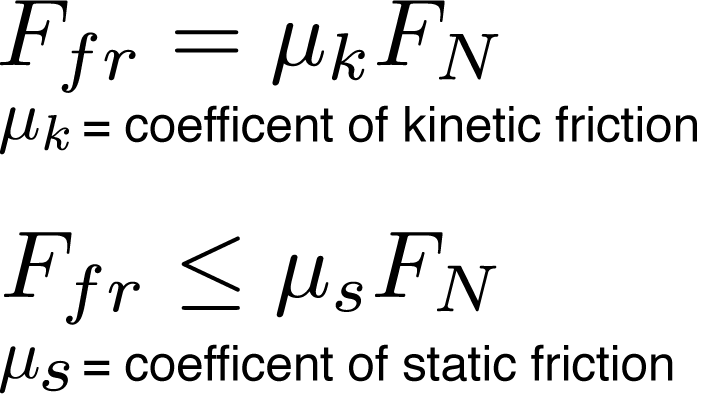 F_{fr} = μ_k F_N
μ_k = coefficent of kinetic friction
F_{fr} ≤ μ_s F_N
μ_s = coefficent of static friction